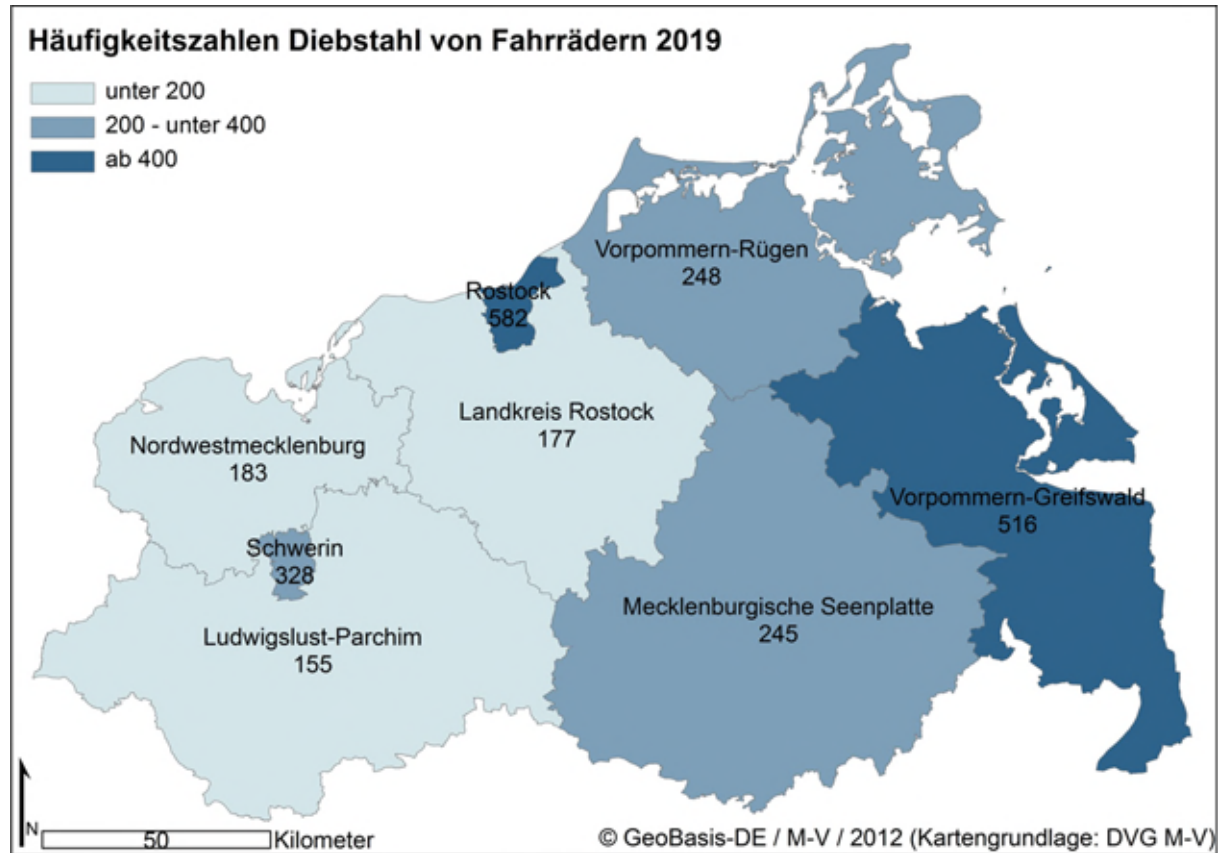 Häufigkeitszahlen Diebstahl von Fahrrädern 2019
unter 200
200 - unter 400
ab 400
Vorpommern-Rügen
248
Rostock
582
Landkreis Rostock
177
Nordwestmecklenburg
183
Vorpommern-Greifswald
516
Schwerin
328
Mecklenburgische Seenplatte
245
Ludwigslust-Parchim
155
N
50
Kilometer
© GeoBasis-DE / M-V / 2012 (Kartengrundlage: DVG M-V)